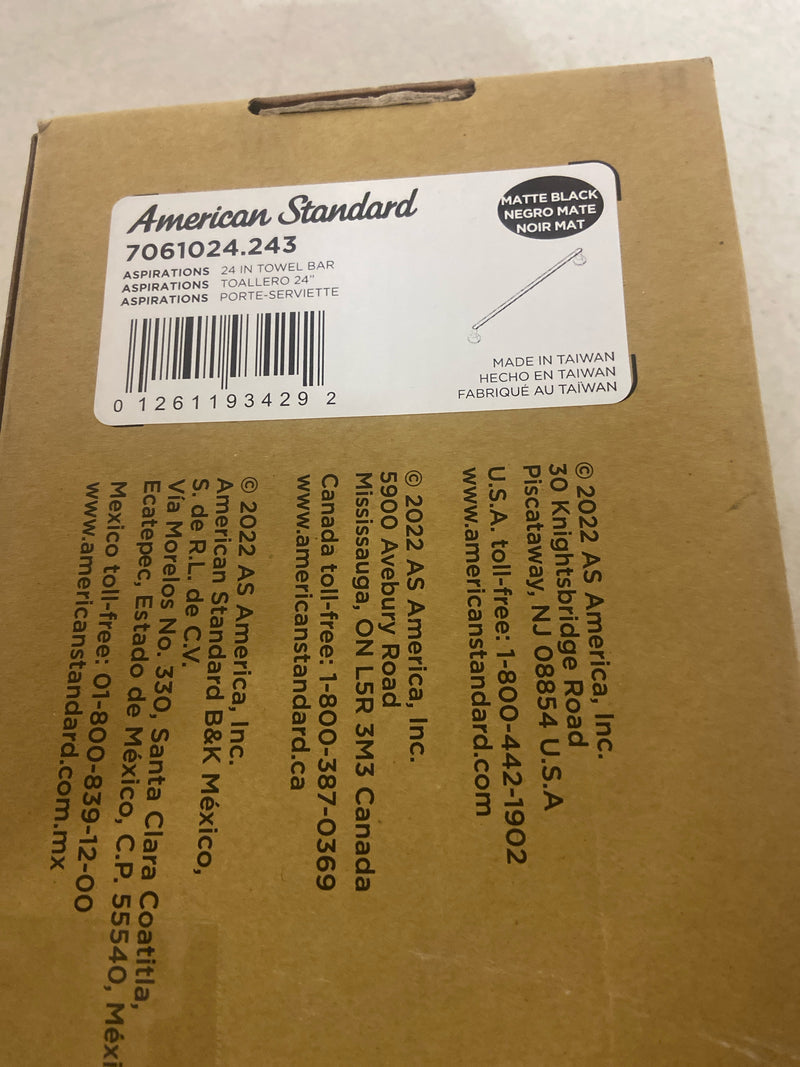 American Standard
7061024.243
ASPIRATIONS 24 IN TOWEL BAR
ASPIRATIONS TOALLERO 24"
ASPIRATIONS PORTE-SERVIETTE
0 12611 93429 2
MATTE BLACK
NEGRO MATE
NOIR MAT
MADE IN TAIWAN
HECHO EN TAIWAN
FABRIQUÉ AU TAÏWAN
© 2022 AS America, Inc.
30 Knightsbridge Road
Piscataway, NJ 08854 U.S.A
U.S.A. toll-free: 1-800-442-1902
www.americanstandard.com
© 2022 AS America, Inc.
5900 Avebury Road
Mississauga, ON L5R 3M3 Canada
Canada toll-free: 1-800-387-0369
www.americanstandard.ca
© 2022 AS America, Inc.
American Standard B&K México,
S. de R.L. de C.V.
Vía Morelos No. 330, Santa Clara Coatitla,
Ecatepec, Estado de México, C.P. 55540, Méxi
Mexico toll-free: 01-800-839-12-00
www.americanstandard.com.mx